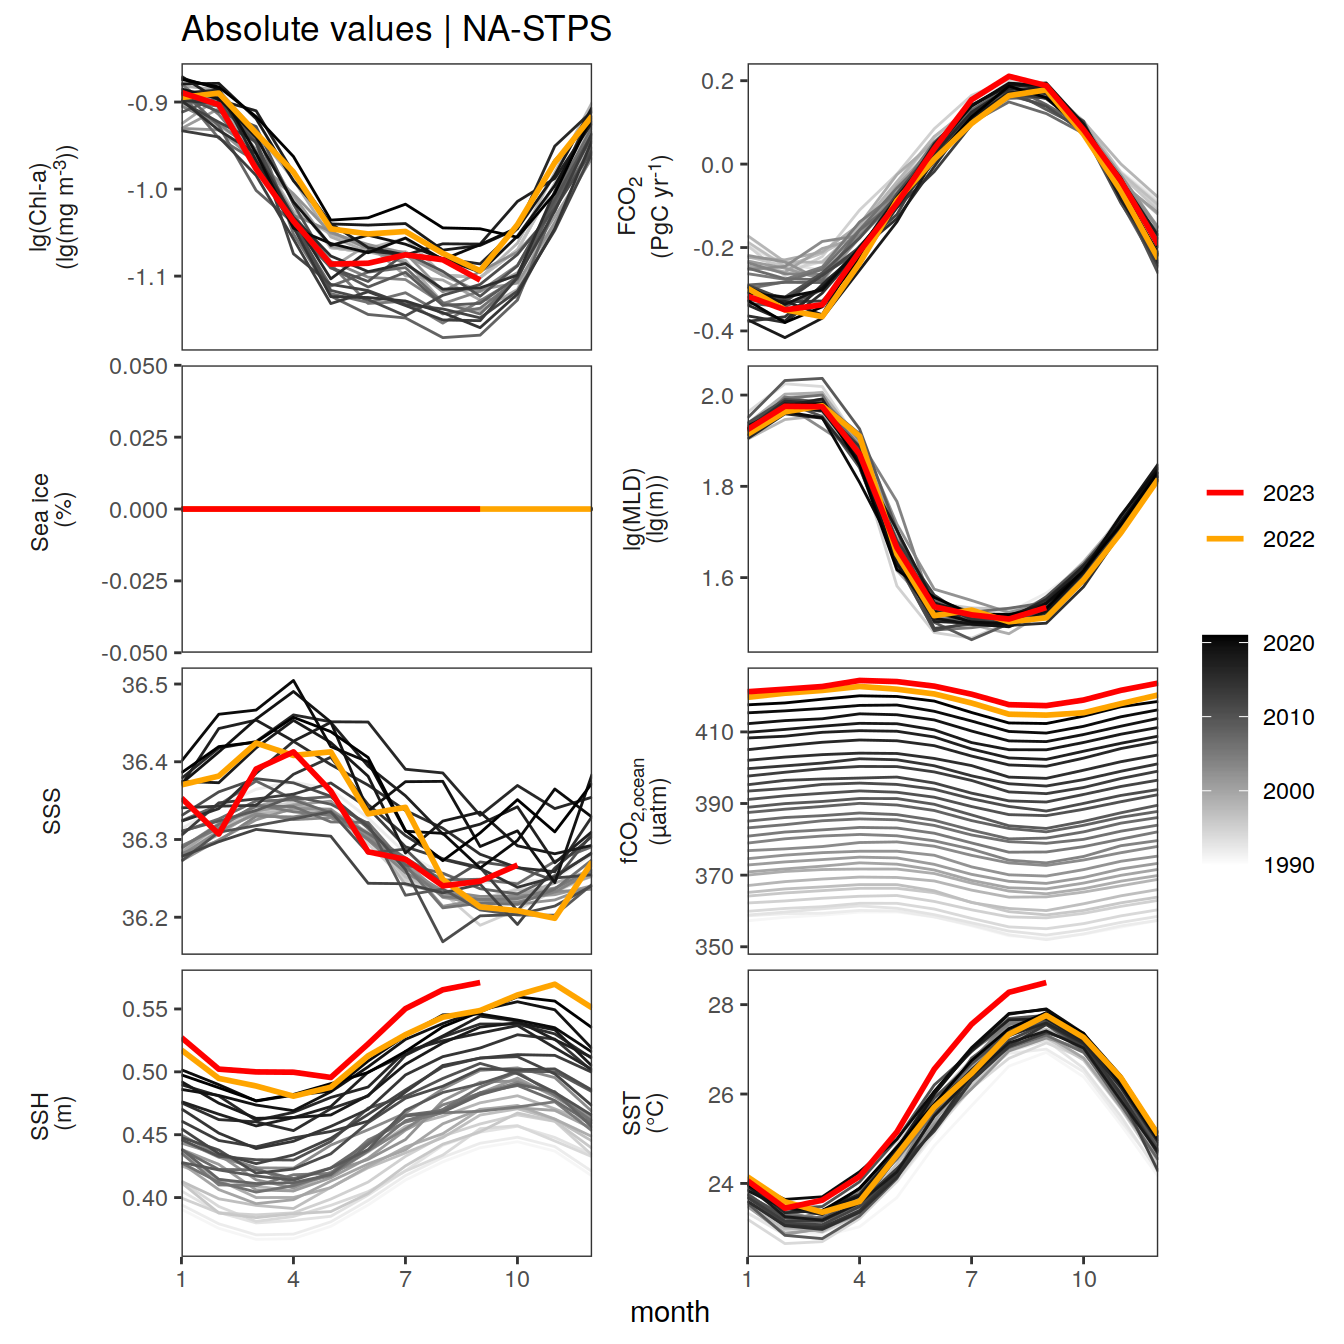 Absolute values | NA-STPS
lg(Chl-a)
(lg(mg m⁻³))
-0.9
-1.0
-1.1
FCO₂
(PgC yr⁻¹)
0.2
0.0
-0.2
-0.4
Sea ice
(%)
0.050
0.025
0.000
-0.025
-0.050
lg(MLD)
(lg(m))
2.0
1.8
1.6
SSS
36.5
36.4
36.3
36.2
fCO₂,ocean
(µatm)
410
390
370
350
SSH
(m)
0.55
0.50
0.45
0.40
SST
(°C)
28
26
24
1 4 7 10
1 4 7 10
month
2023
2022
2020
2010
2000
1990